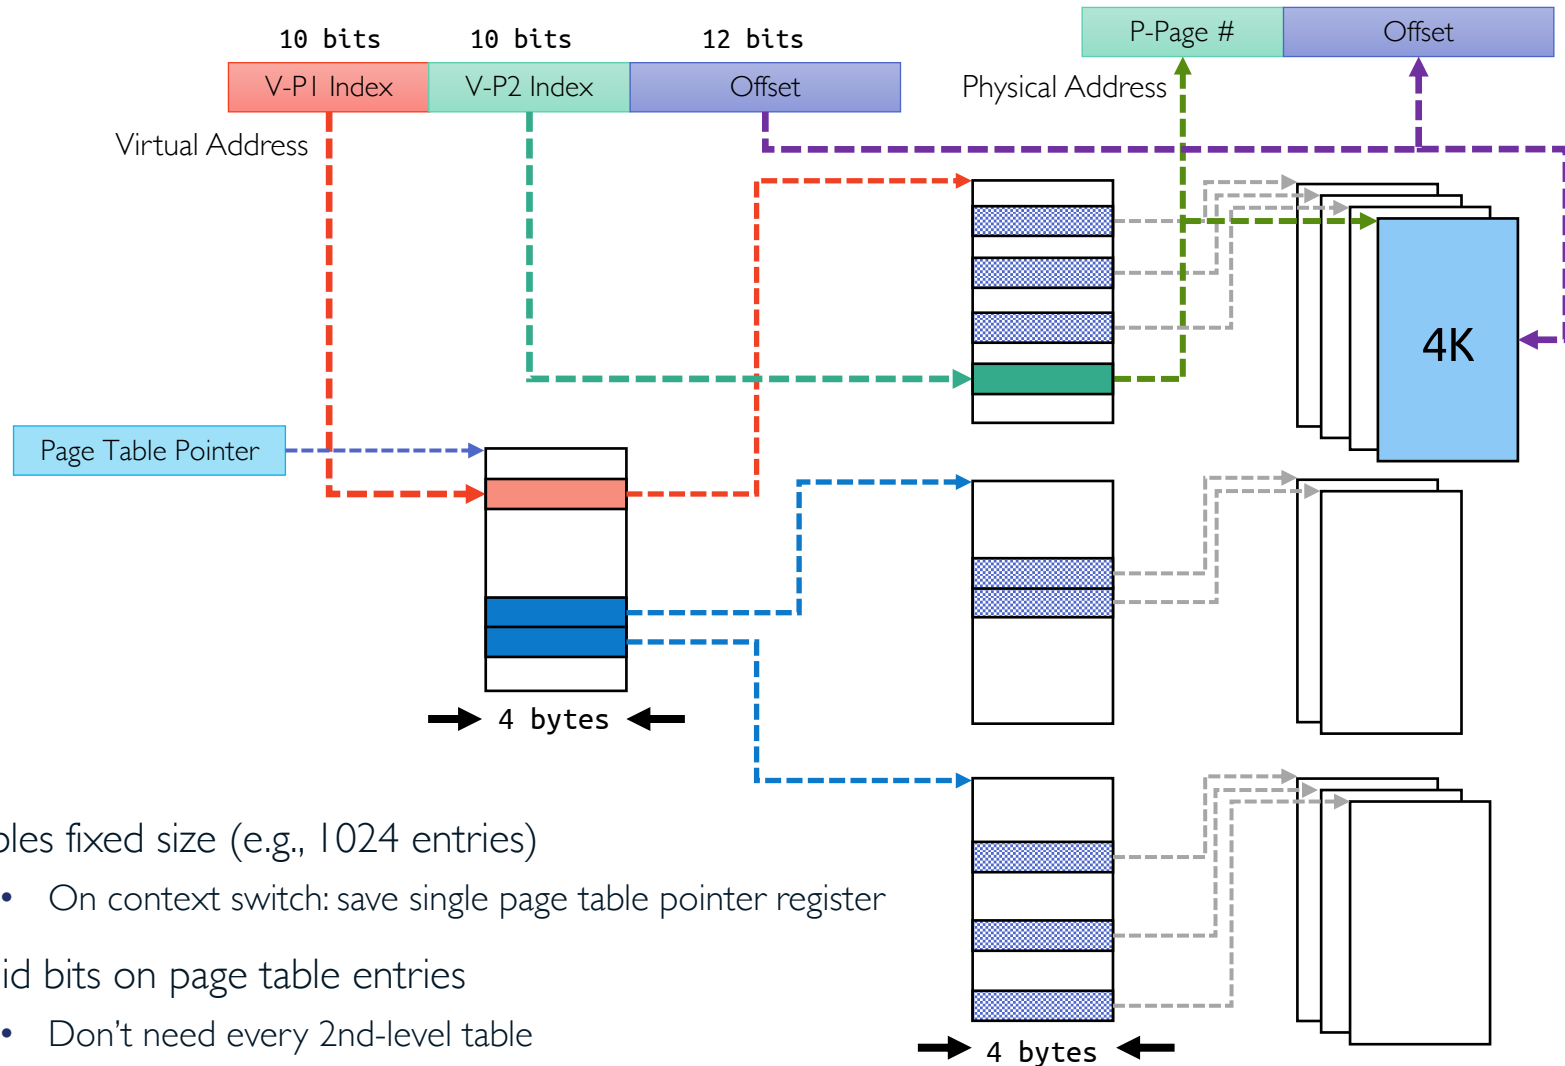 10 bits 10 bits 12 bits
V-P1 Index V-P2 Index Offset
Virtual Address
P-Page # Offset
Physical Address
4K
Page Table Pointer
4 bytes
fixed size (e.g., 1024 entries)
• On context switch: save single page table pointer register
bits on page table entries
• Don't need every 2nd-level table
4 bytes